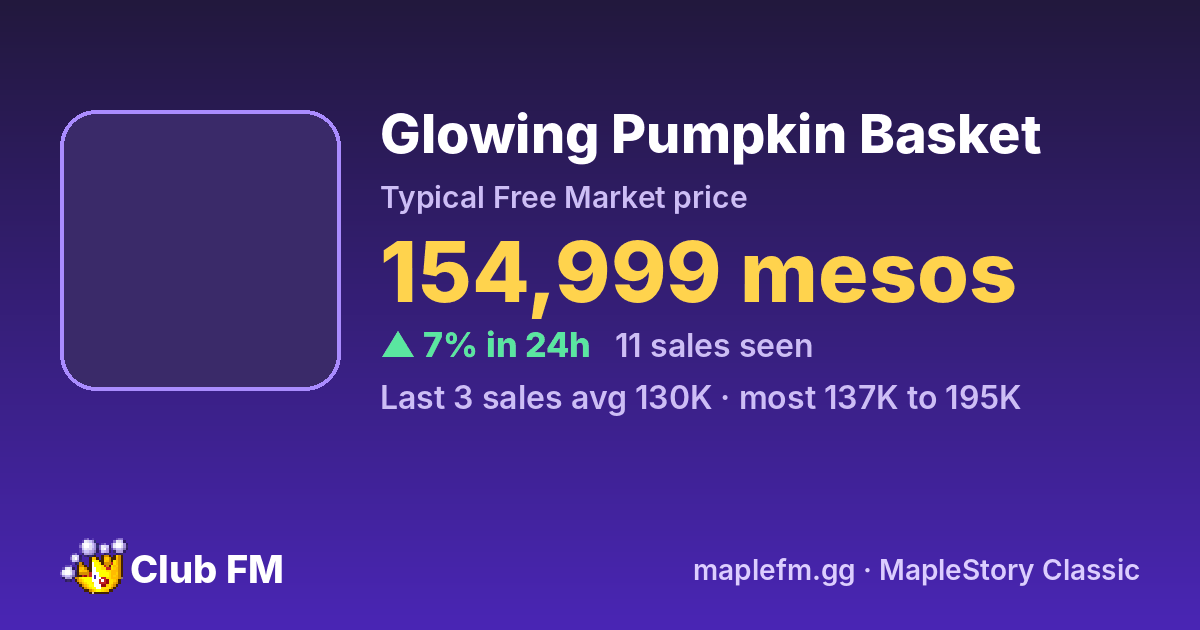 Glowing Pumpkin Basket
Typical Free Market price
154,999 mesos
▲ 7% in 24h 11 sales seen
Last 3 sales avg 130K · most 137K to 195K
Club FM
maplefm.gg · MapleStory Classic